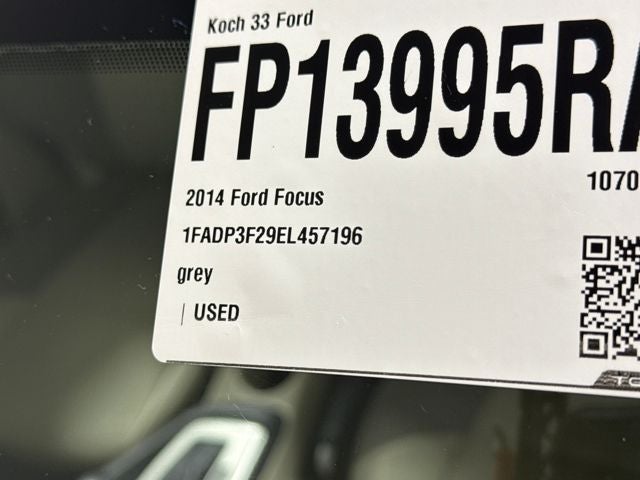 Koch 33 Ford
FP13995RA
1070
2014 Ford Focus
1FADP3F29EL457196
grey
| USED